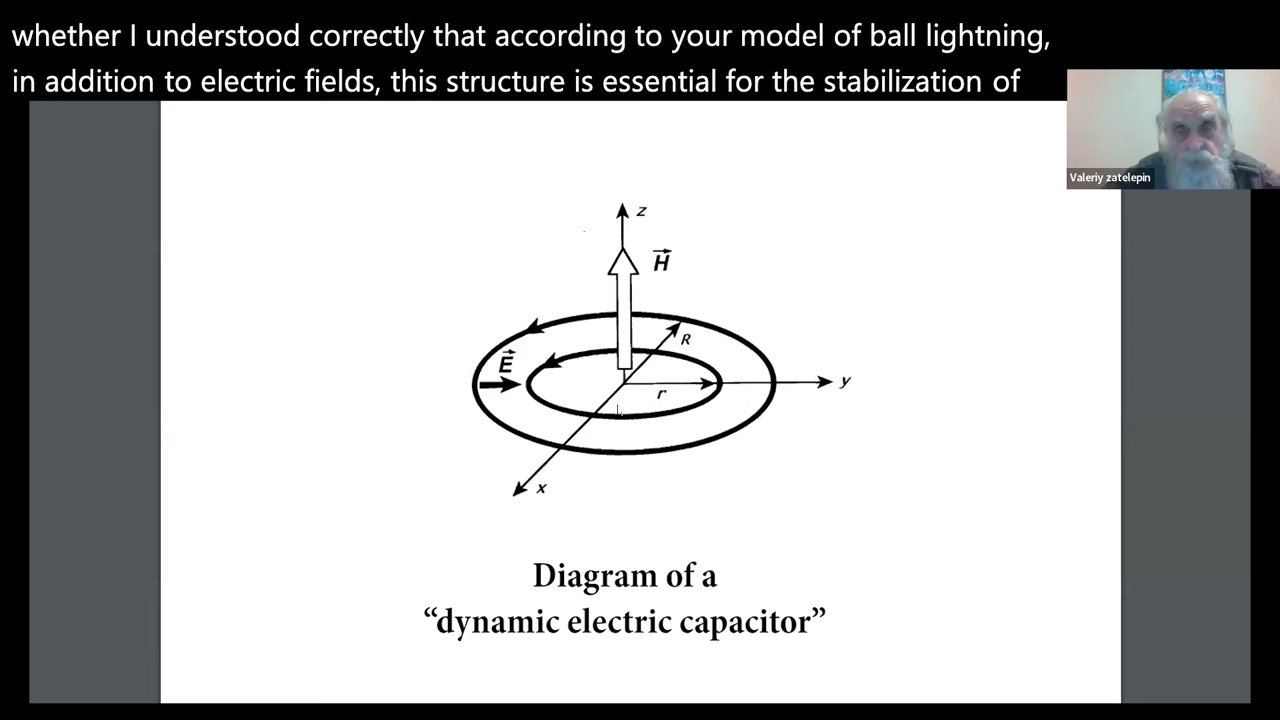 whether I understood correctly that according to your model of ball lightning,
in addition to electric fields, this structure is essential for the stabilization of
Valeriy zatelepin
z
H
E
R
r
y
x
Diagram of a
“dynamic electric capacitor”